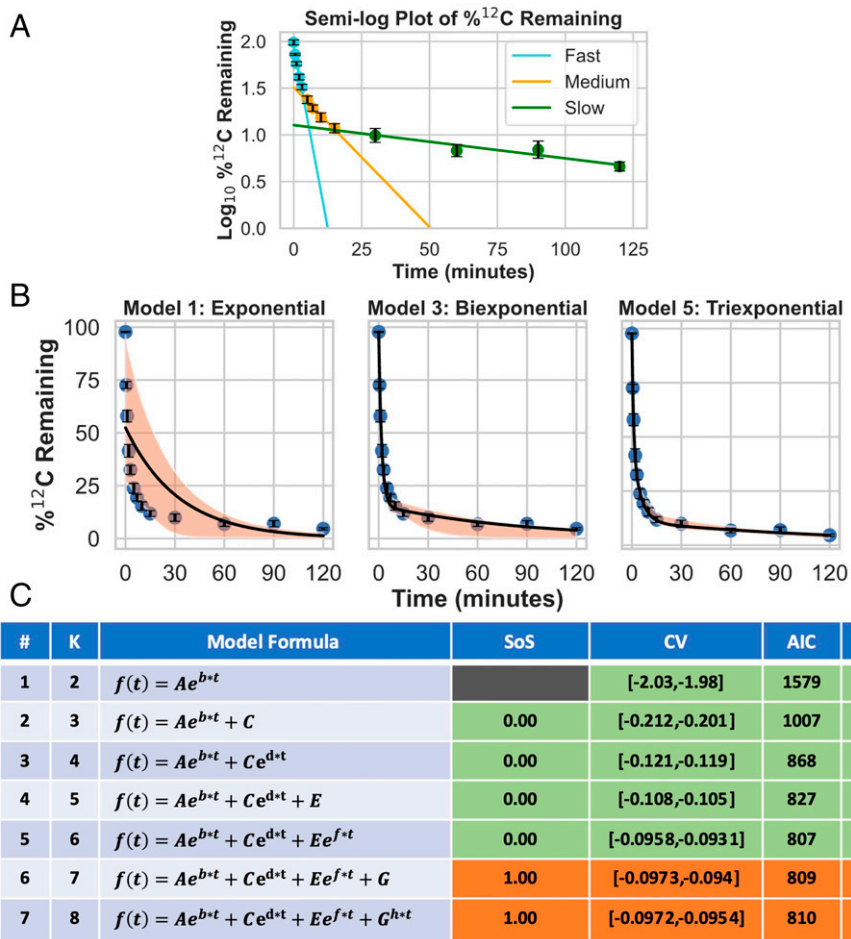 A
Semi-log Plot of %¹²C Remaining
Log₁₀ %¹²C Remaining
2.0
1.5
1.0
0.5
0.0
Fast
Medium
Slow
0 25 50 75 100 125
Time (minutes)
B
Model 1: Exponential Model 3: Biexponential Model 5: Triexponential
%¹²C Remaining
100
75
50
25
0
0 30 60 90 120 0 30 60 90 120 0 30 60 90 120
Time (minutes)
C
# K Model Formula SoS CV AIC
1 2 f(t) = Ae^{b*t} [-2.03,-1.98] 1579
2 3 f(t) = Ae^{b*t} + C 0.00 [-0.212,-0.201] 1007
3 4 f(t) = Ae^{b*t} + Ce^{d*t} 0.00 [-0.121,-0.119] 868
4 5 f(t) = Ae^{b*t} + Ce^{d*t} + E 0.00 [-0.108,-0.105] 827
5 6 f(t) = Ae^{b*t} + Ce^{d*t} + Ee^{f*t} 0.00 [-0.0958,-0.0931] 807
6 7 f(t) = Ae^{b*t} + Ce^{d*t} + Ee^{f*t} + G 1.00 [-0.0973,-0.094] 809
7 8 f(t) = Ae^{b*t} + Ce^{d*t} + Ee^{f*t} + G^{h*t} 1.00 [-0.0972,-0.0954] 810